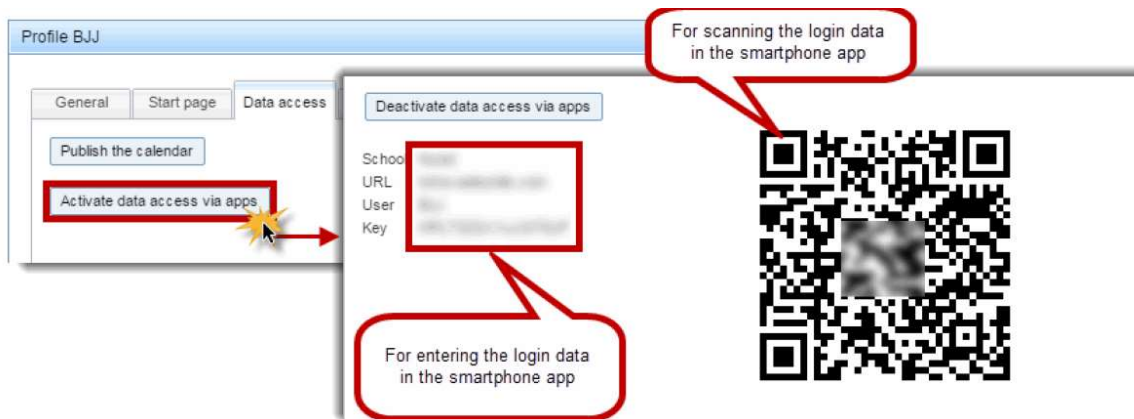 Profile BJJ
For scanning the login data
in the smartphone app
General Start page Data access
Publish the calendar
Activate data access via apps
Deactivate data access via apps
School
URL
User
Key
For entering the login data
in the smartphone app